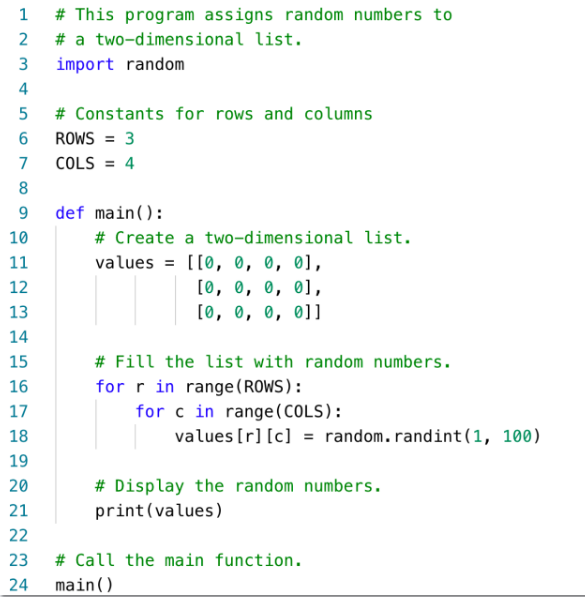 1 # This program assigns random numbers to
2 # a two-dimensional list.
3 import random
4
5 # Constants for rows and columns
6 ROWS = 3
7 COLS = 4
8
9 def main():
10     # Create a two-dimensional list.
11     values = [[0, 0, 0, 0],
12               [0, 0, 0, 0],
13               [0, 0, 0, 0]]
14
15     # Fill the list with random numbers.
16     for r in range(ROWS):
17         for c in range(COLS):
18             values[r][c] = random.randint(1, 100)
19
20     # Display the random numbers.
21     print(values)
22
23 # Call the main function.
24 main()